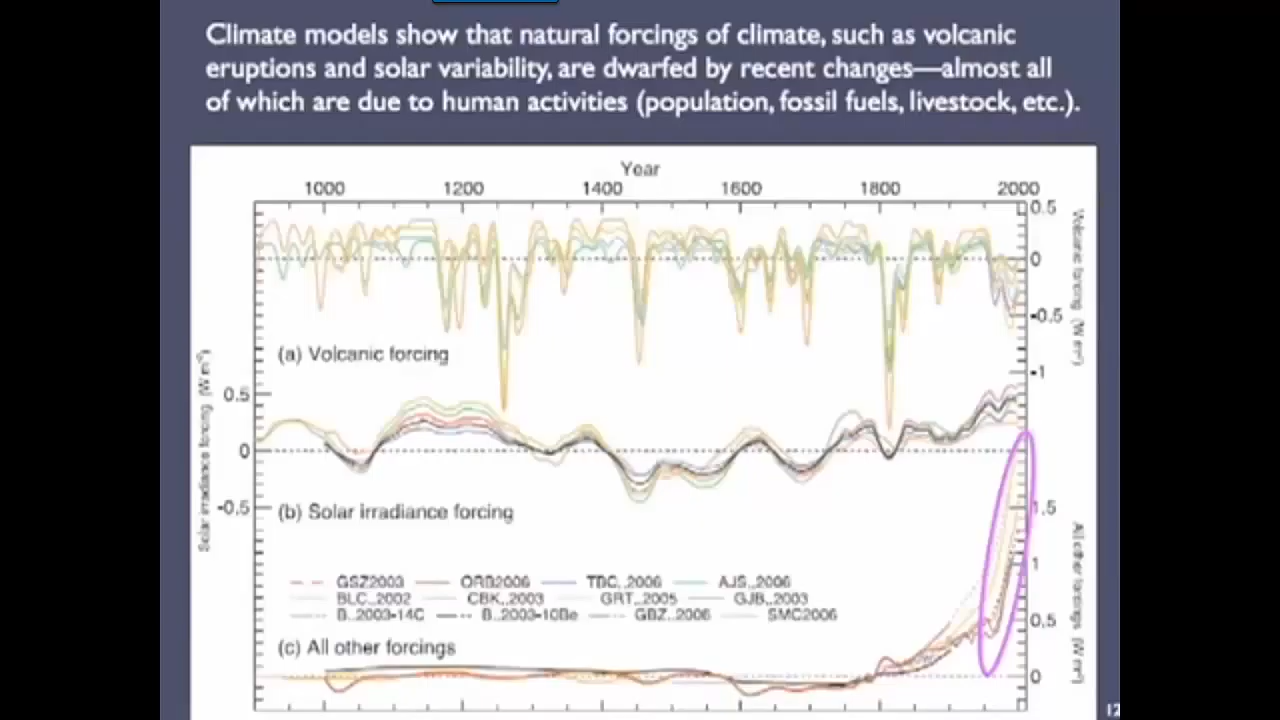 Climate models show that natural forcings of climate, such as volcanic
eruptions and solar variability, are dwarfed by recent changes—almost all
of which are due to human activities (population, fossil fuels, livestock, etc.).
Year
1000 1200 1400 1600 1800 2000
0.5
0
-0.5
-1
Volcanic forcing (W m⁻²)
(a) Volcanic forcing
0.5
0
-0.5
Solar irradiance forcing (W m⁻²)
(b) Solar irradiance forcing
1.5
1
0.5
0
All other forcings (W m⁻²)
GSZ2003 ORB2006 TBC..2006 AJS..2006
BLC..2002 CBK..2003 GRT..2005 GJB..2003
B..2003-14C B..2003-10Be GBZ..2006 SMC2006
(c) All other forcings
12